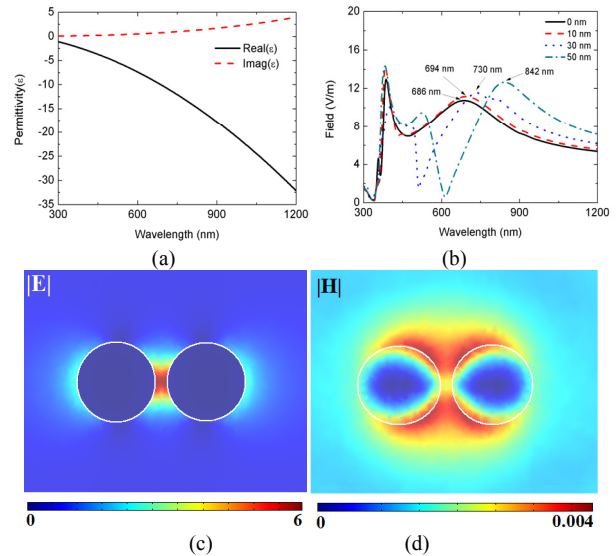 5
0
-5
-10
-15
-20
-25
-30
-35
Permittivity(ε)
Real(ε)
Imag(ε)
300 600 900 1200
Wavelength (nm)
(a)
20
16
12
8
4
0
Field (V/m)
0 nm
10 nm
30 nm
50 nm
694 nm
730 nm
842 nm
686 nm
300 600 900 1200
Wavelength (nm)
(b)
|E|
0 6
(c)
|H|
0 0.004
(d)